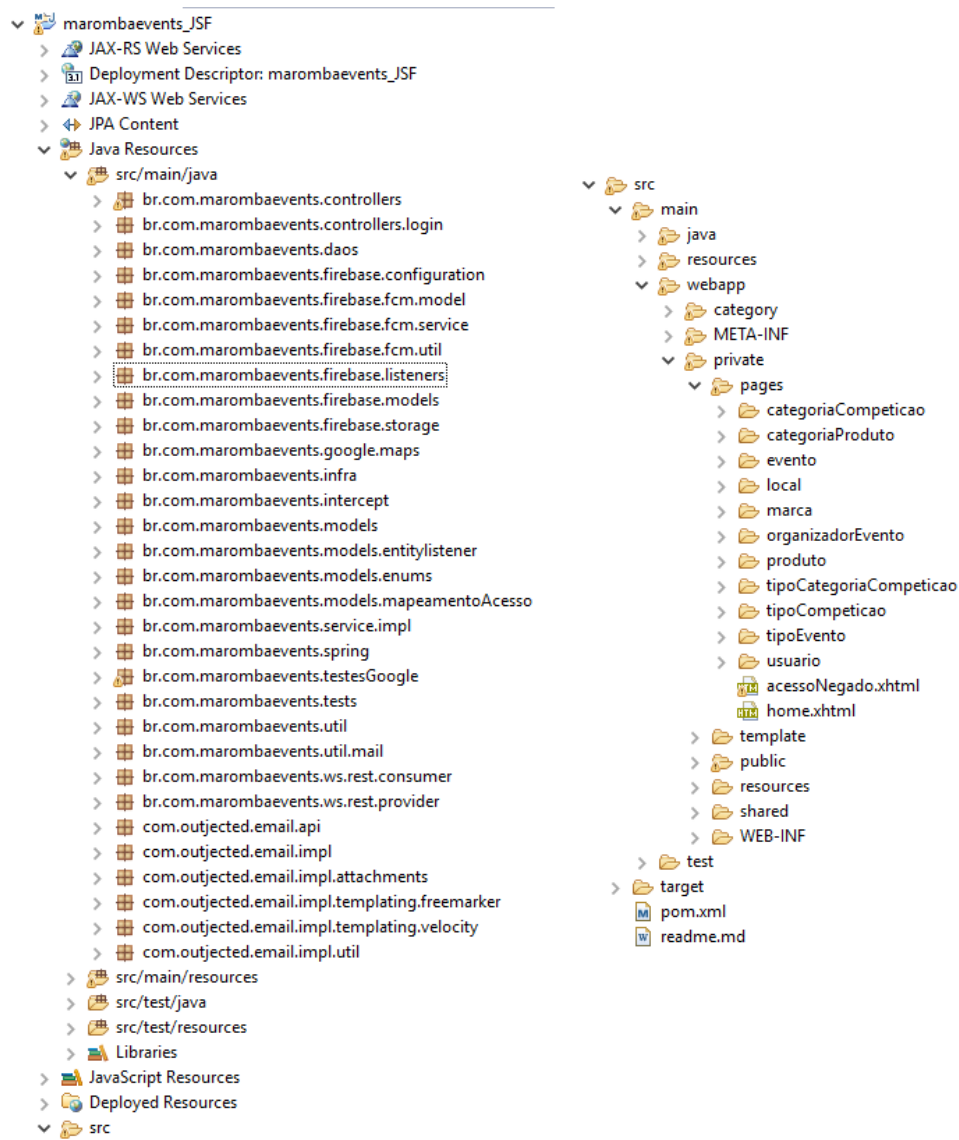 marombaevents_JSF
JAX-RS Web Services
3.1 Deployment Descriptor: marombaevents_JSF
JAX-WS Web Services
JPA Content
Java Resources
src/main/java
br.com.marombaevents.controllers
br.com.marombaevents.controllers.login
br.com.marombaevents.daos
br.com.marombaevents.firebase.configuration
br.com.marombaevents.firebase.fcm.model
br.com.marombaevents.firebase.fcm.service
br.com.marombaevents.firebase.fcm.util
br.com.marombaevents.firebase.listeners
br.com.marombaevents.firebase.models
br.com.marombaevents.firebase.storage
br.com.marombaevents.google.maps
br.com.marombaevents.infra
br.com.marombaevents.intercept
br.com.marombaevents.models
br.com.marombaevents.models.entitylistener
br.com.marombaevents.models.enums
br.com.marombaevents.models.mapeamentoAcesso
br.com.marombaevents.service.impl
br.com.marombaevents.spring
br.com.marombaevents.testesGoogle
br.com.marombaevents.tests
br.com.marombaevents.util
br.com.marombaevents.util.mail
br.com.marombaevents.ws.rest.consumer
br.com.marombaevents.ws.rest.provider
com.outjected.email.api
com.outjected.email.impl
com.outjected.email.impl.attachments
com.outjected.email.impl.templating.freemarker
com.outjected.email.impl.templating.velocity
com.outjected.email.impl.util
src/main/resources
src/test/java
src/test/resources
Libraries
JavaScript Resources
Deployed Resources
src
src
main
java
resources
webapp
category
META-INF
private
pages
categoriaCompeticao
categoriaProduto
evento
local
marca
organizadorEvento
produto
tipoCategoriaCompeticao
tipoCompeticao
tipoEvento
usuario
acessoNegado.xhtml
home.xhtml
template
public
resources
shared
WEB-INF
test
target
pom.xml
readme.md